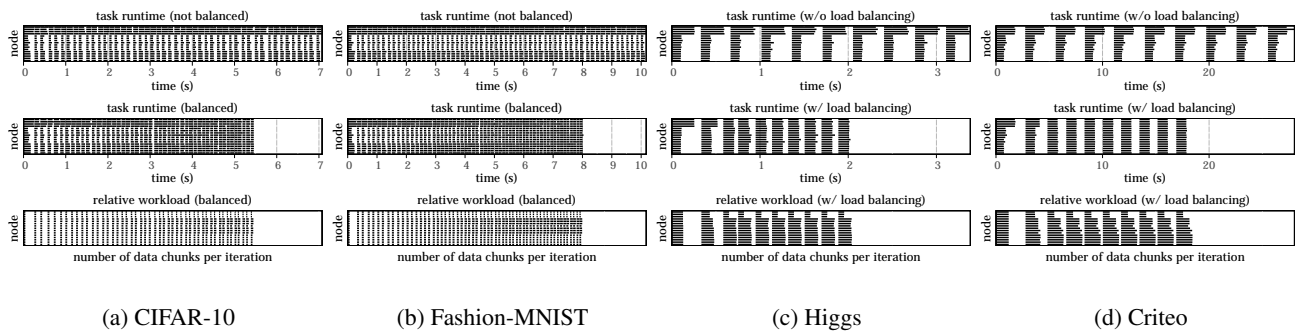 task runtime (not balanced)
node
0 1 2 3 4 5 6 7
time (s)
task runtime (balanced)
node
0 1 2 3 4 5 6 7
time (s)
relative workload (balanced)
node
number of data chunks per iteration
(a) CIFAR-10
task runtime (not balanced)
node
0 1 2 3 4 5 6 7 8 9 10
time (s)
task runtime (balanced)
node
0 1 2 3 4 5 6 7 8 9 10
time (s)
relative workload (balanced)
node
number of data chunks per iteration
(b) Fashion-MNIST
task runtime (w/o load balancing)
node
0 1 2 3
time (s)
task runtime (w/ load balancing)
node
0 1 2 3
time (s)
relative workload (w/ load balancing)
node
number of data chunks per iteration
(c) Higgs
task runtime (w/o load balancing)
node
0 10 20
time (s)
task runtime (w/ load balancing)
node
0 10 20
time (s)
relative workload (w/ load balancing)
node
number of data chunks per iteration
(d) Criteo